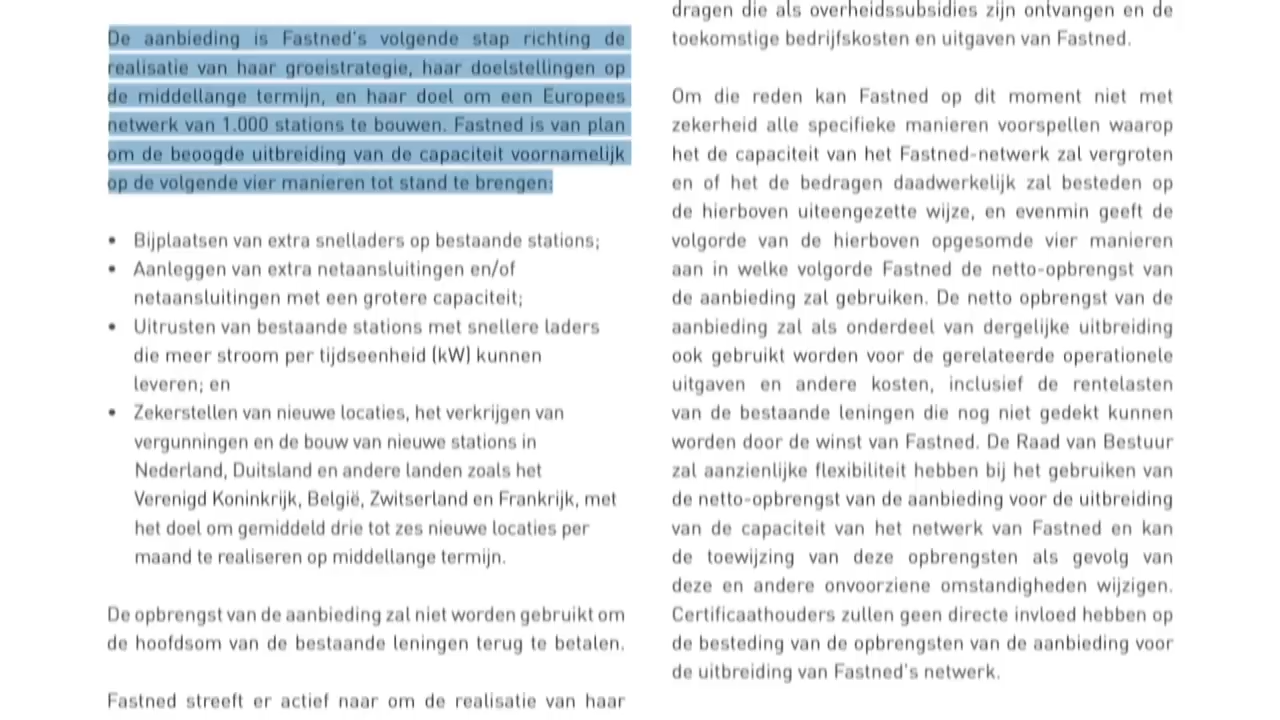 De aanbieding is Fastned's volgende stap richting de
realisatie van haar groeistrategie, haar doelstellingen op
de middellange termijn, en haar doel om een Europees
netwerk van 1.000 stations te bouwen. Fastned is van plan
om de beoogde uitbreiding van de capaciteit voornamelijk
op de volgende vier manieren tot stand te brengen:
• Bijplaatsen van extra snelladers op bestaande stations;
• Aanleggen van extra netaansluitingen en/of
netaansluitingen met een grotere capaciteit;
• Uitrusten van bestaande stations met snellere laders
die meer stroom per tijdseenheid (kW) kunnen
leveren; en
• Zekerstellen van nieuwe locaties, het verkrijgen van
vergunningen en de bouw van nieuwe stations in
Nederland, Duitsland en andere landen zoals het
Verenigd Koninkrijk, België, Zwitserland en Frankrijk, met
het doel om gemiddeld drie tot zes nieuwe locaties per
maand te realiseren op middellange termijn.
De opbrengst van de aanbieding zal niet worden gebruikt om
de hoofdsom van de bestaande leningen terug te betalen.
Fastned streeft er actief naar om de realisatie van haar
dragen die als overheidssubsidies zijn ontvangen en de
toekomstige bedrijfskosten en uitgaven van Fastned.
Om die reden kan Fastned op dit moment niet met
zekerheid alle specifieke manieren voorspellen waarop
het de capaciteit van het Fastned-netwerk zal vergroten
en of het de bedragen daadwerkelijk zal besteden op
de hierboven uiteengezette wijze, en evenmin geeft de
volgorde van de hierboven opgesomde vier manieren
aan in welke volgorde Fastned de netto-opbrengst van
de aanbieding zal gebruiken. De netto opbrengst van de
aanbieding zal als onderdeel van dergelijke uitbreiding
ook gebruikt worden voor de gerelateerde operationele
uitgaven en andere kosten, inclusief de rentelasten
van de bestaande leningen die nog niet gedekt kunnen
worden door de winst van Fastned. De Raad van Bestuur
zal aanzienlijke flexibiliteit hebben bij het gebruiken van
de netto-opbrengst van de aanbieding voor de uitbreiding
van de capaciteit van het netwerk van Fastned en kan
de toewijzing van deze opbrengsten als gevolg van
deze en andere onvoorziene omstandigheden wijzigen.
Certificaathouders zullen geen directe invloed hebben op
de besteding van de opbrengsten van de aanbieding voor
de uitbreiding van Fastned's netwerk.